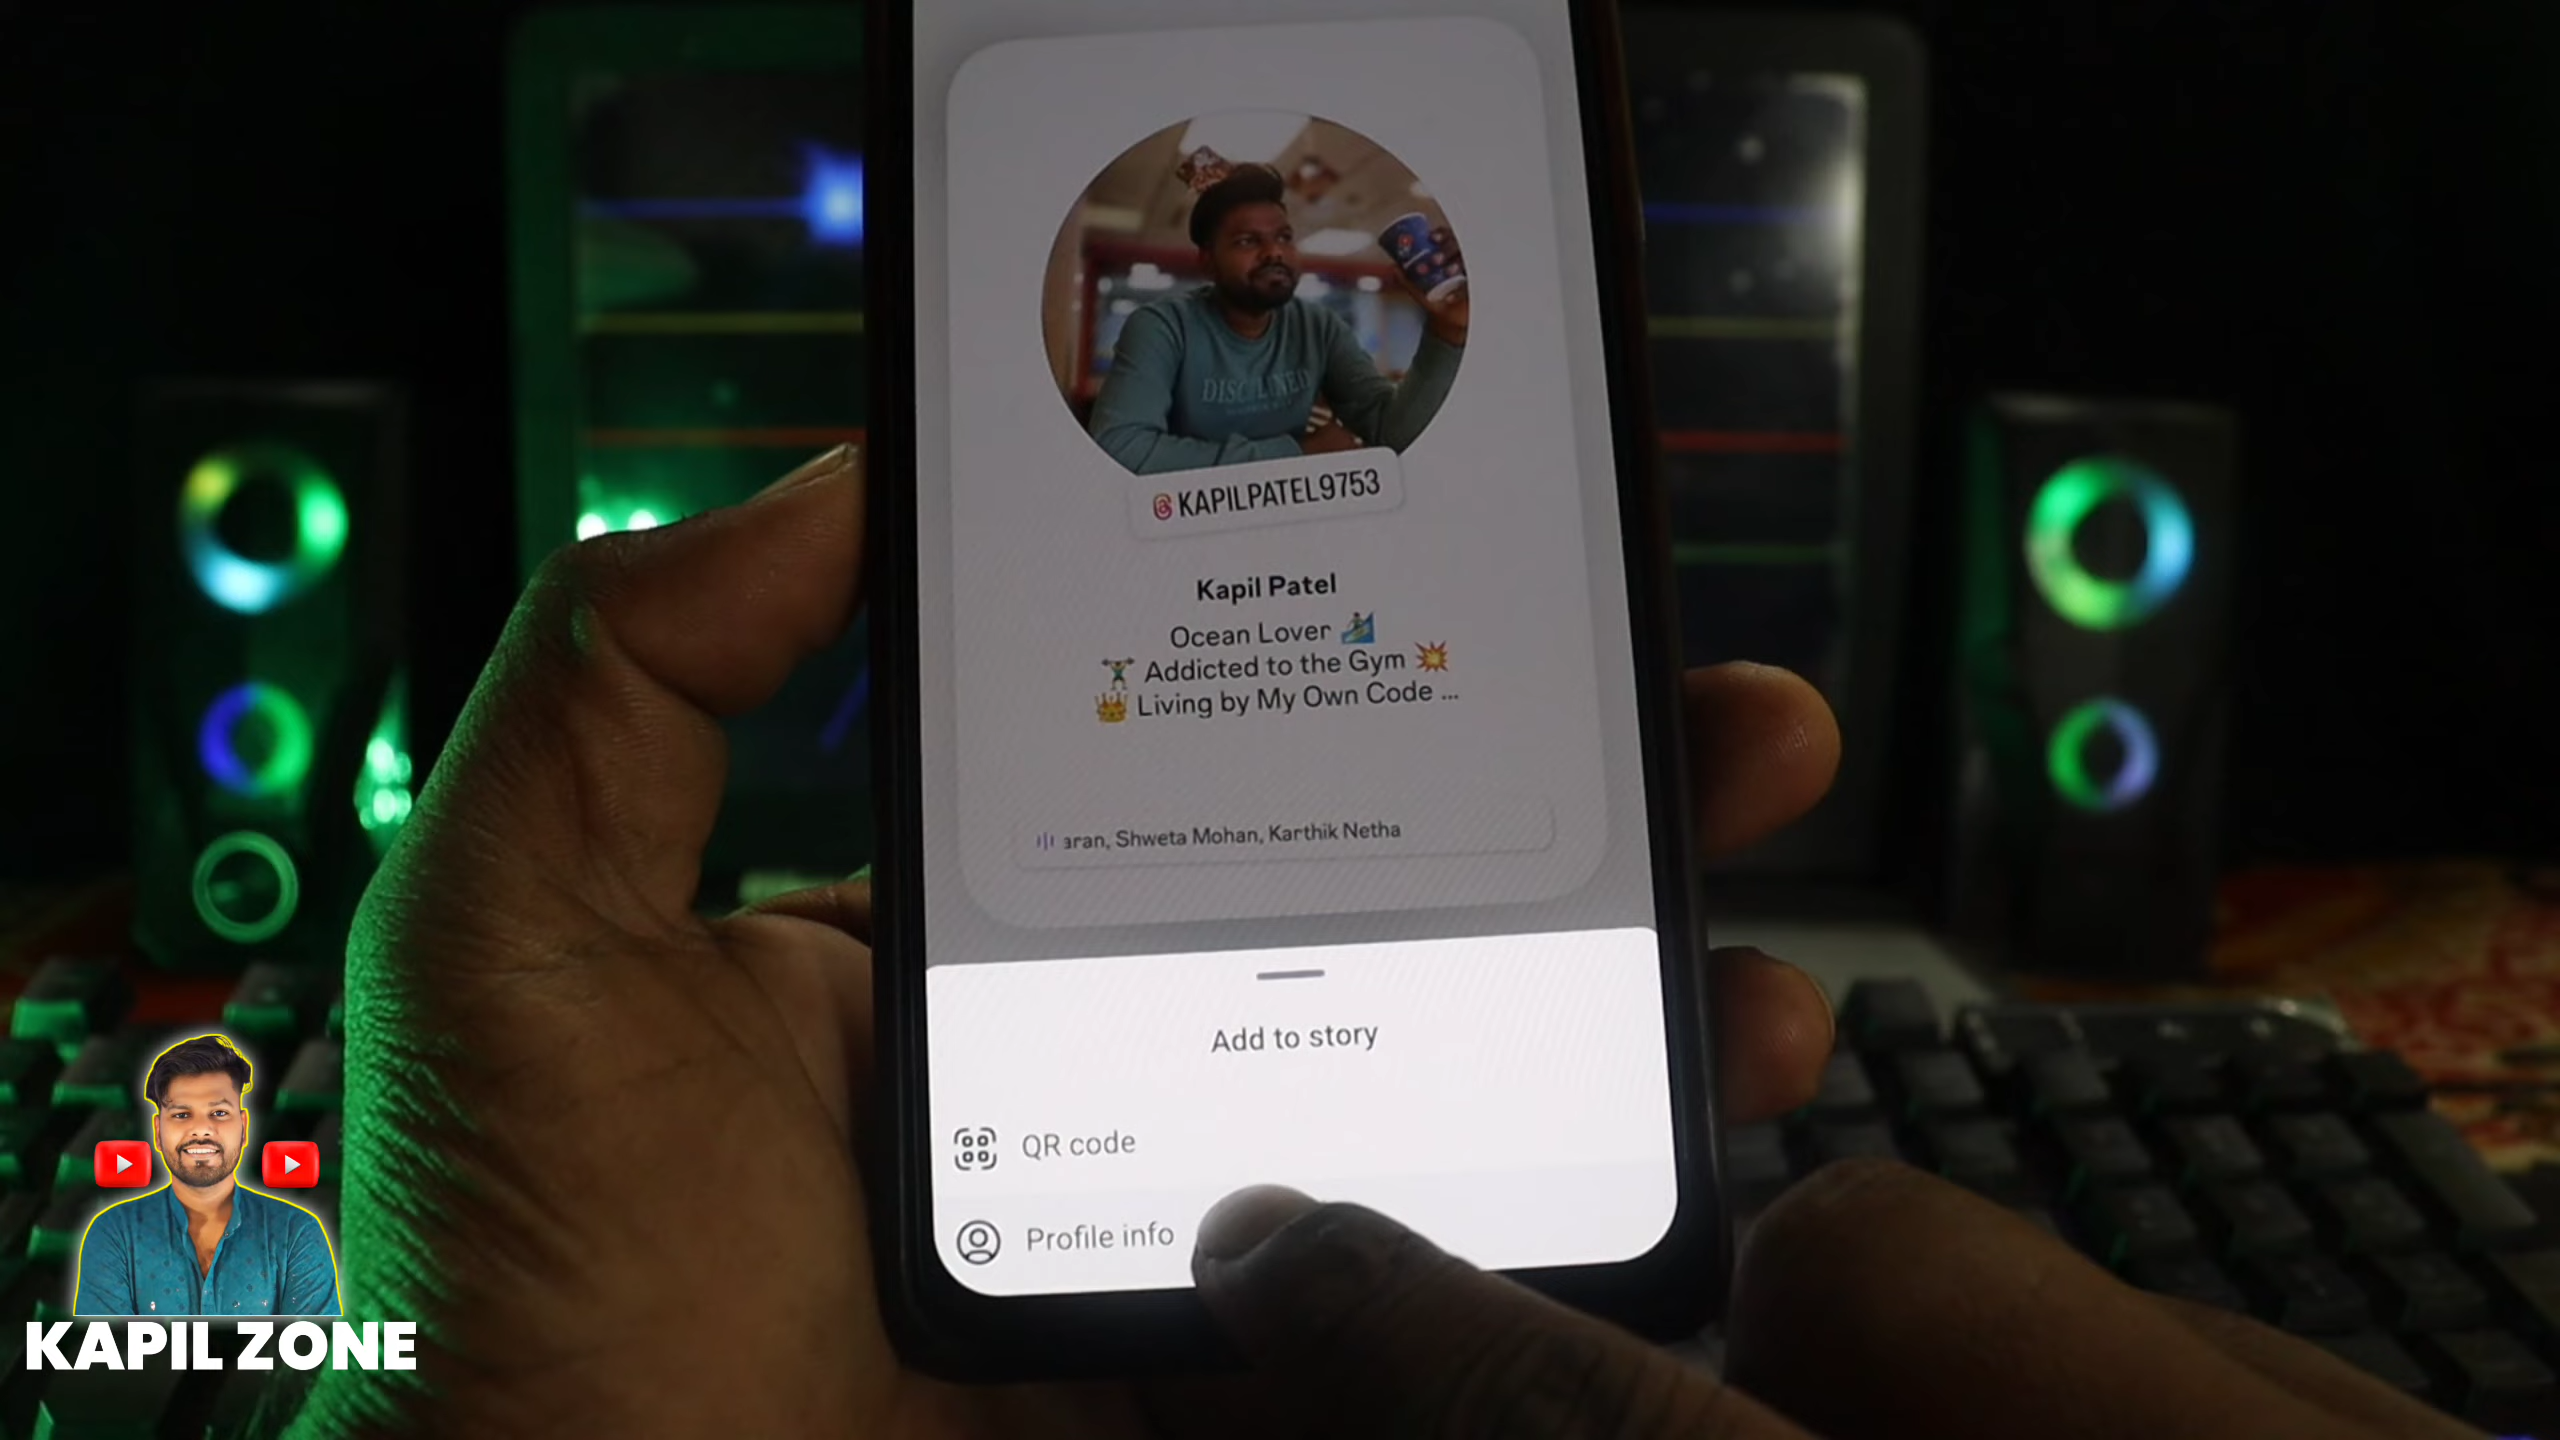 KAPILPATEL9753
Kapil Patel
Ocean Lover 🏄
🏋️ Addicted to the Gym 💥
👑 Living by My Own Code ...
aran, Shweta Mohan, Karthik Netha
Add to story
QR code
Profile info
KAPIL ZONE